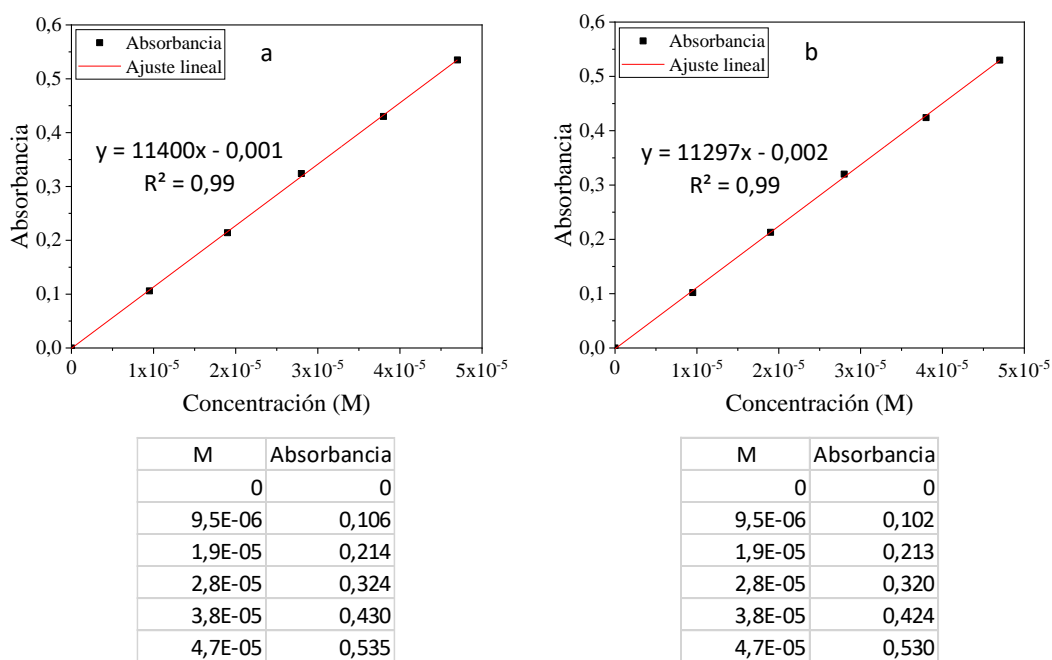 0,6
0,5
0,4
0,3
0,2
0,1
0,0
Absorbancia
Absorbancia
Ajuste lineal
a
y = 11400x - 0,001
R² = 0,99
0
1x10⁻⁵
2x10⁻⁵
3x10⁻⁵
4x10⁻⁵
5x10⁻⁵
Concentración (M)
M Absorbancia
0 0
9,5E-06 0,106
1,9E-05 0,214
2,8E-05 0,324
3,8E-05 0,430
4,7E-05 0,535
0,6
0,5
0,4
0,3
0,2
0,1
0,0
Absorbancia
Absorbancia
Ajuste lineal
b
y = 11297x - 0,002
R² = 0,99
0
1x10⁻⁵
2x10⁻⁵
3x10⁻⁵
4x10⁻⁵
5x10⁻⁵
Concentración (M)
M Absorbancia
0 0
9,5E-06 0,102
1,9E-05 0,213
2,8E-05 0,320
3,8E-05 0,424
4,7E-05 0,530